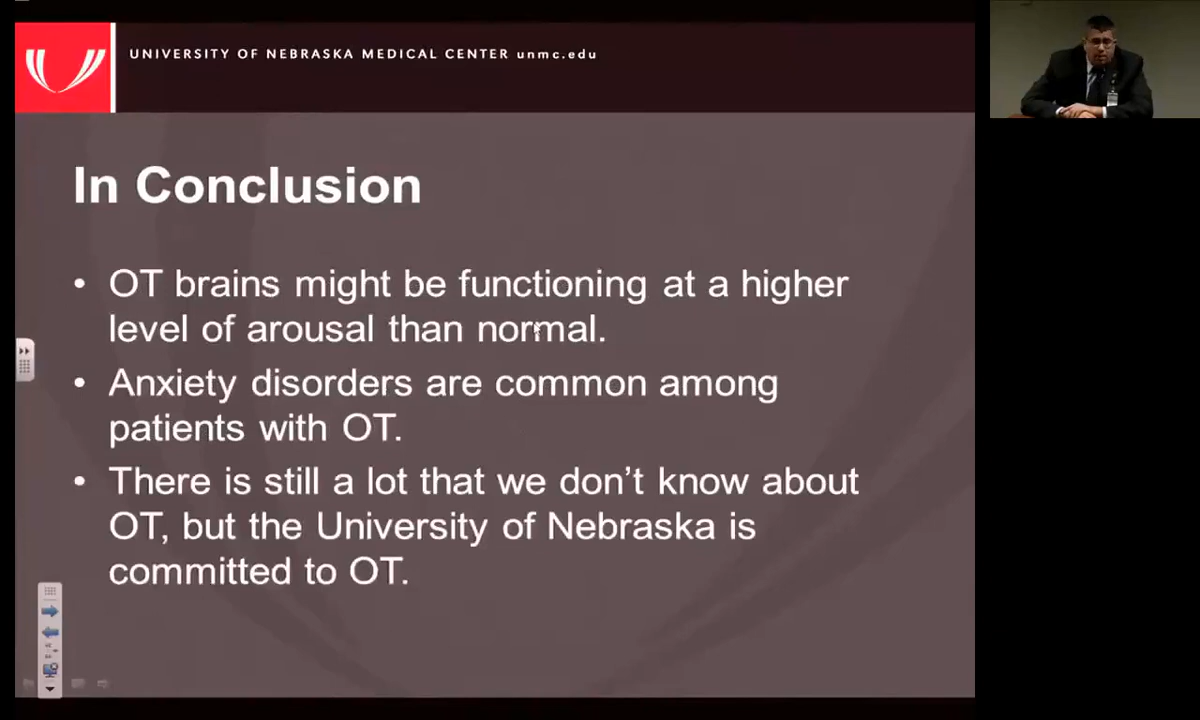 UNIVERSITY OF NEBRASKA MEDICAL CENTER unmc.edu
In Conclusion
• OT brains might be functioning at a higher
level of arousal than normal.
• Anxiety disorders are common among
patients with OT.
• There is still a lot that we don’t know about
OT, but the University of Nebraska is
committed to OT.